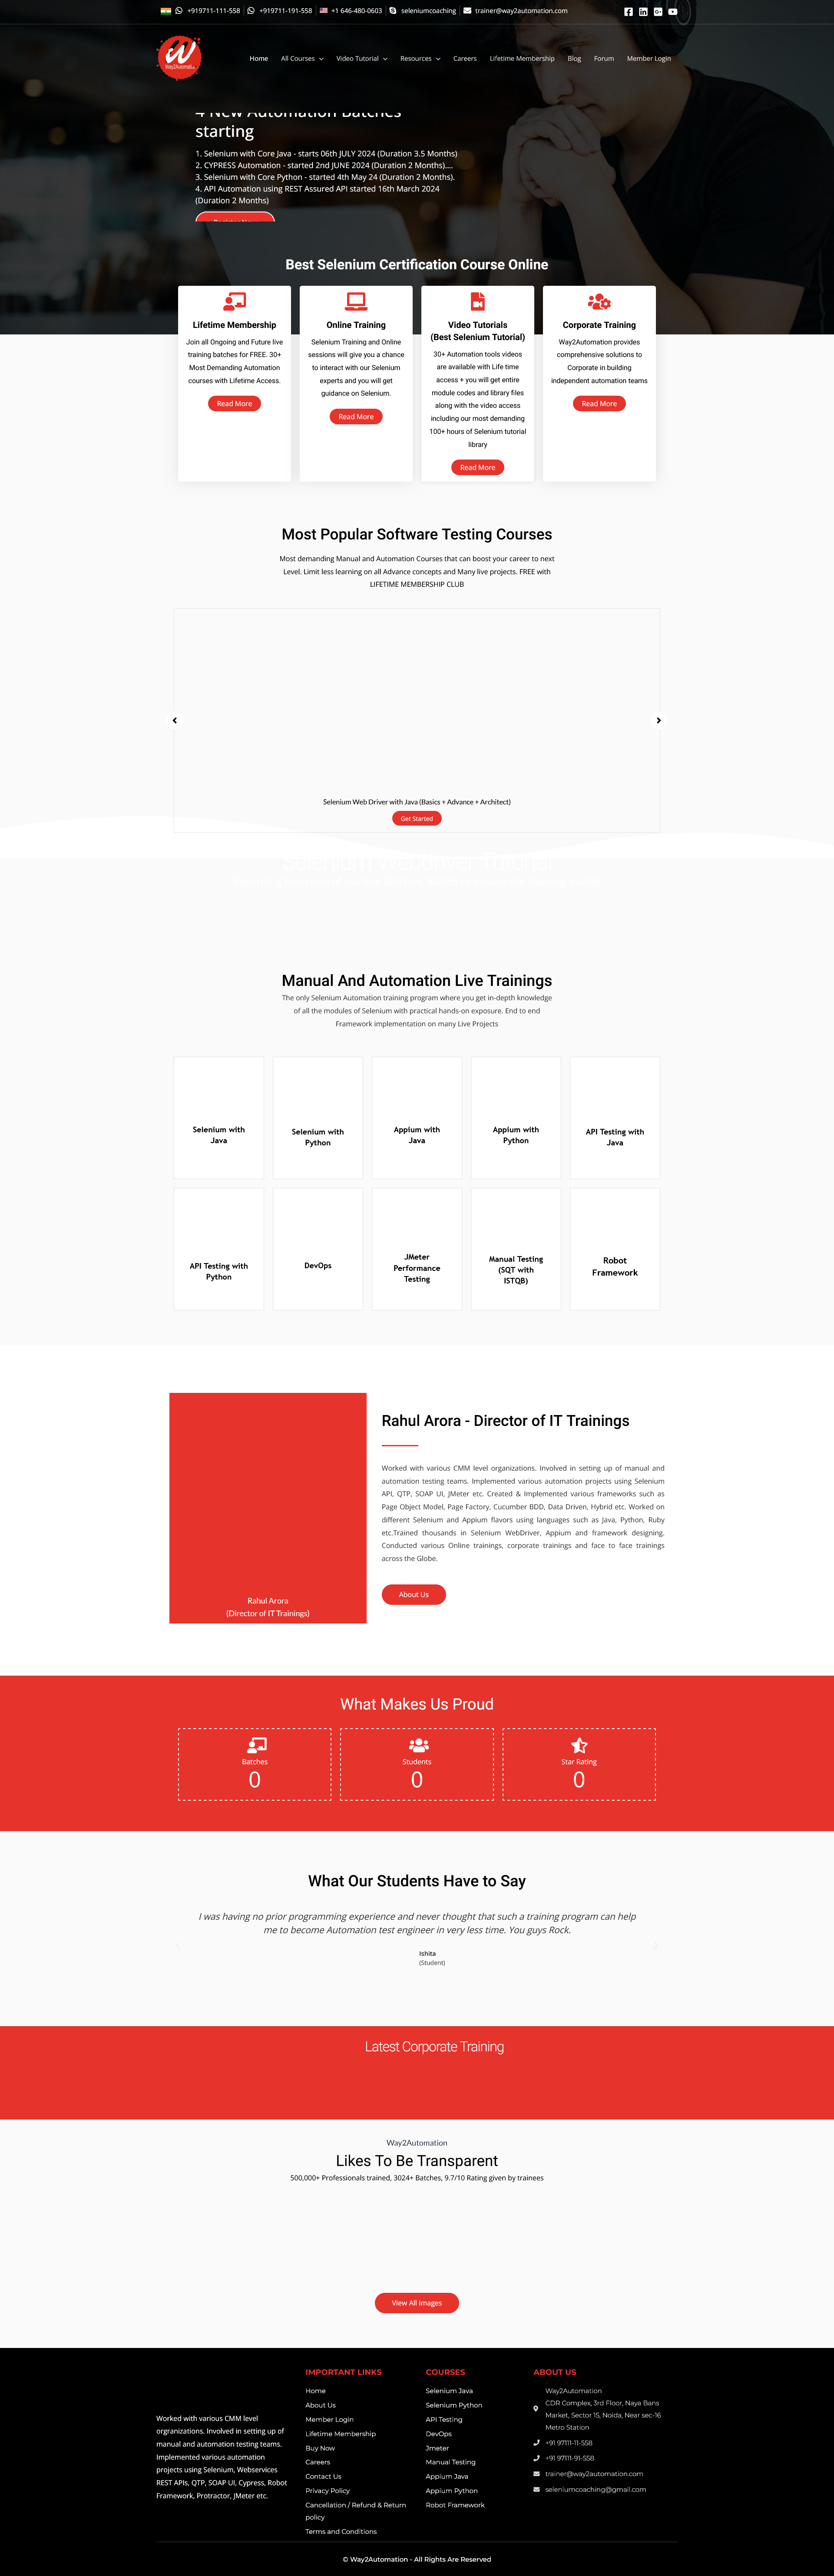 +919711-111-558
+919711-191-558
+1 646-480-0603
seleniumcoaching
trainer@way2automation.com
Way2Automation
Home
All Courses
Video Tutorial
Resources
Careers
Lifetime Membership
Blog
Forum
Member Login
4 New Automation Batches
starting
1. Selenium with Core Java - starts 06th JULY 2024 (Duration 3.5 Months)
2. CYPRESS Automation - started 2nd JUNE 2024 (Duration 2 Months)....
3. Selenium with Core Python - started 4th May 24 (Duration 2 Months).
4. API Automation using REST Assured API started 16th March 2024
(Duration 2 Months)
Best Selenium Certification Course Online
Lifetime Membership
Join all Ongoing and Future live
training batches for FREE. 30+
Most Demanding Automation
courses with Lifetime Access.
Read More
Online Training
Selenium Training and Online
sessions will give you a chance
to interact with our Selenium
experts and you will get
guidance on Selenium.
Read More
Video Tutorials
(Best Selenium Tutorial)
30+ Automation tools videos
are available with Life time
access + you will get entire
module codes and library files
along with the video access
including our most demanding
100+ hours of Selenium tutorial
library
Read More
Corporate Training
Way2Automation provides
comprehensive solutions to
Corporate in building
independent automation teams
Read More
Most Popular Software Testing Courses
Most demanding Manual and Automation Courses that can boost your career to next
Level. Limit less learning on all Advance concepts and Many live projects. FREE with
LIFETIME MEMBERSHIP CLUB
Selenium Web Driver with Java (Basics + Advance + Architect)
Get Started
Selenium Webdriver Tutorial
Manual And Automation Live Trainings
The only Selenium Automation training program where you get in-depth knowledge
of all the modules of Selenium with practical hands-on exposure. End to end
Framework implementation on many Live Projects
Selenium with
Java
Selenium with
Python
Appium with
Java
Appium with
Python
API Testing with
Java
API Testing with
Python
DevOps
JMeter
Performance
Testing
Manual Testing
(SQT with
ISTQB)
Robot
Framework
Rahul Arora
(Director of IT Trainings)
Rahul Arora - Director of IT Trainings
Worked with various CMM level organizations. Involved in setting up of manual and
automation testing teams. Implemented various automation projects using Selenium
API, QTP, SOAP UI, JMeter etc. Created & Implemented various frameworks such as
Page Object Model, Page Factory, Cucumber BDD, Data Driven, Hybrid etc. Worked on
different Selenium and Appium flavors using languages such as Java, Python, Ruby
etc.Trained thousands in Selenium WebDriver, Appium and framework designing.
Conducted various Online trainings, corporate trainings and face to face trainings
across the Globe.
About Us
What Makes Us Proud
Batches
0
Students
0
Star Rating
0
What Our Students Have to Say
I was having no prior programming experience and never thought that such a training program can help
me to become Automation test engineer in very less time. You guys Rock.
Ishita
(Student)
Latest Corporate Training
Way2Automation
Likes To Be Transparent
500,000+ Professionals trained, 3024+ Batches, 9.7/10 Rating given by trainees
View All Images
Worked with various CMM level
organizations. Involved in setting up of
manual and automation testing teams.
Implemented various automation
projects using Selenium, Webservices
REST APIs, QTP, SOAP UI, Cypress, Robot
Framework, Protractor, JMeter etc.
IMPORTANT LINKS
Home
About Us
Member Login
Lifetime Membership
Buy Now
Careers
Contact Us
Privacy Policy
Cancellation / Refund & Return
policy
Terms and Conditions
COURSES
Selenium Java
Selenium Python
API Testing
DevOps
Jmeter
Manual Testing
Appium Java
Appium Python
Robot Framework
ABOUT US
Way2Automation
CDR Complex, 3rd Floor, Naya Bans
Market, Sector 15, Noida, Near sec-16
Metro Station
+91 97111-11-558
+91 97111-91-558
trainer@way2automation.com
seleniumcoaching@gmail.com
© Way2Automation - All Rights Are Reserved